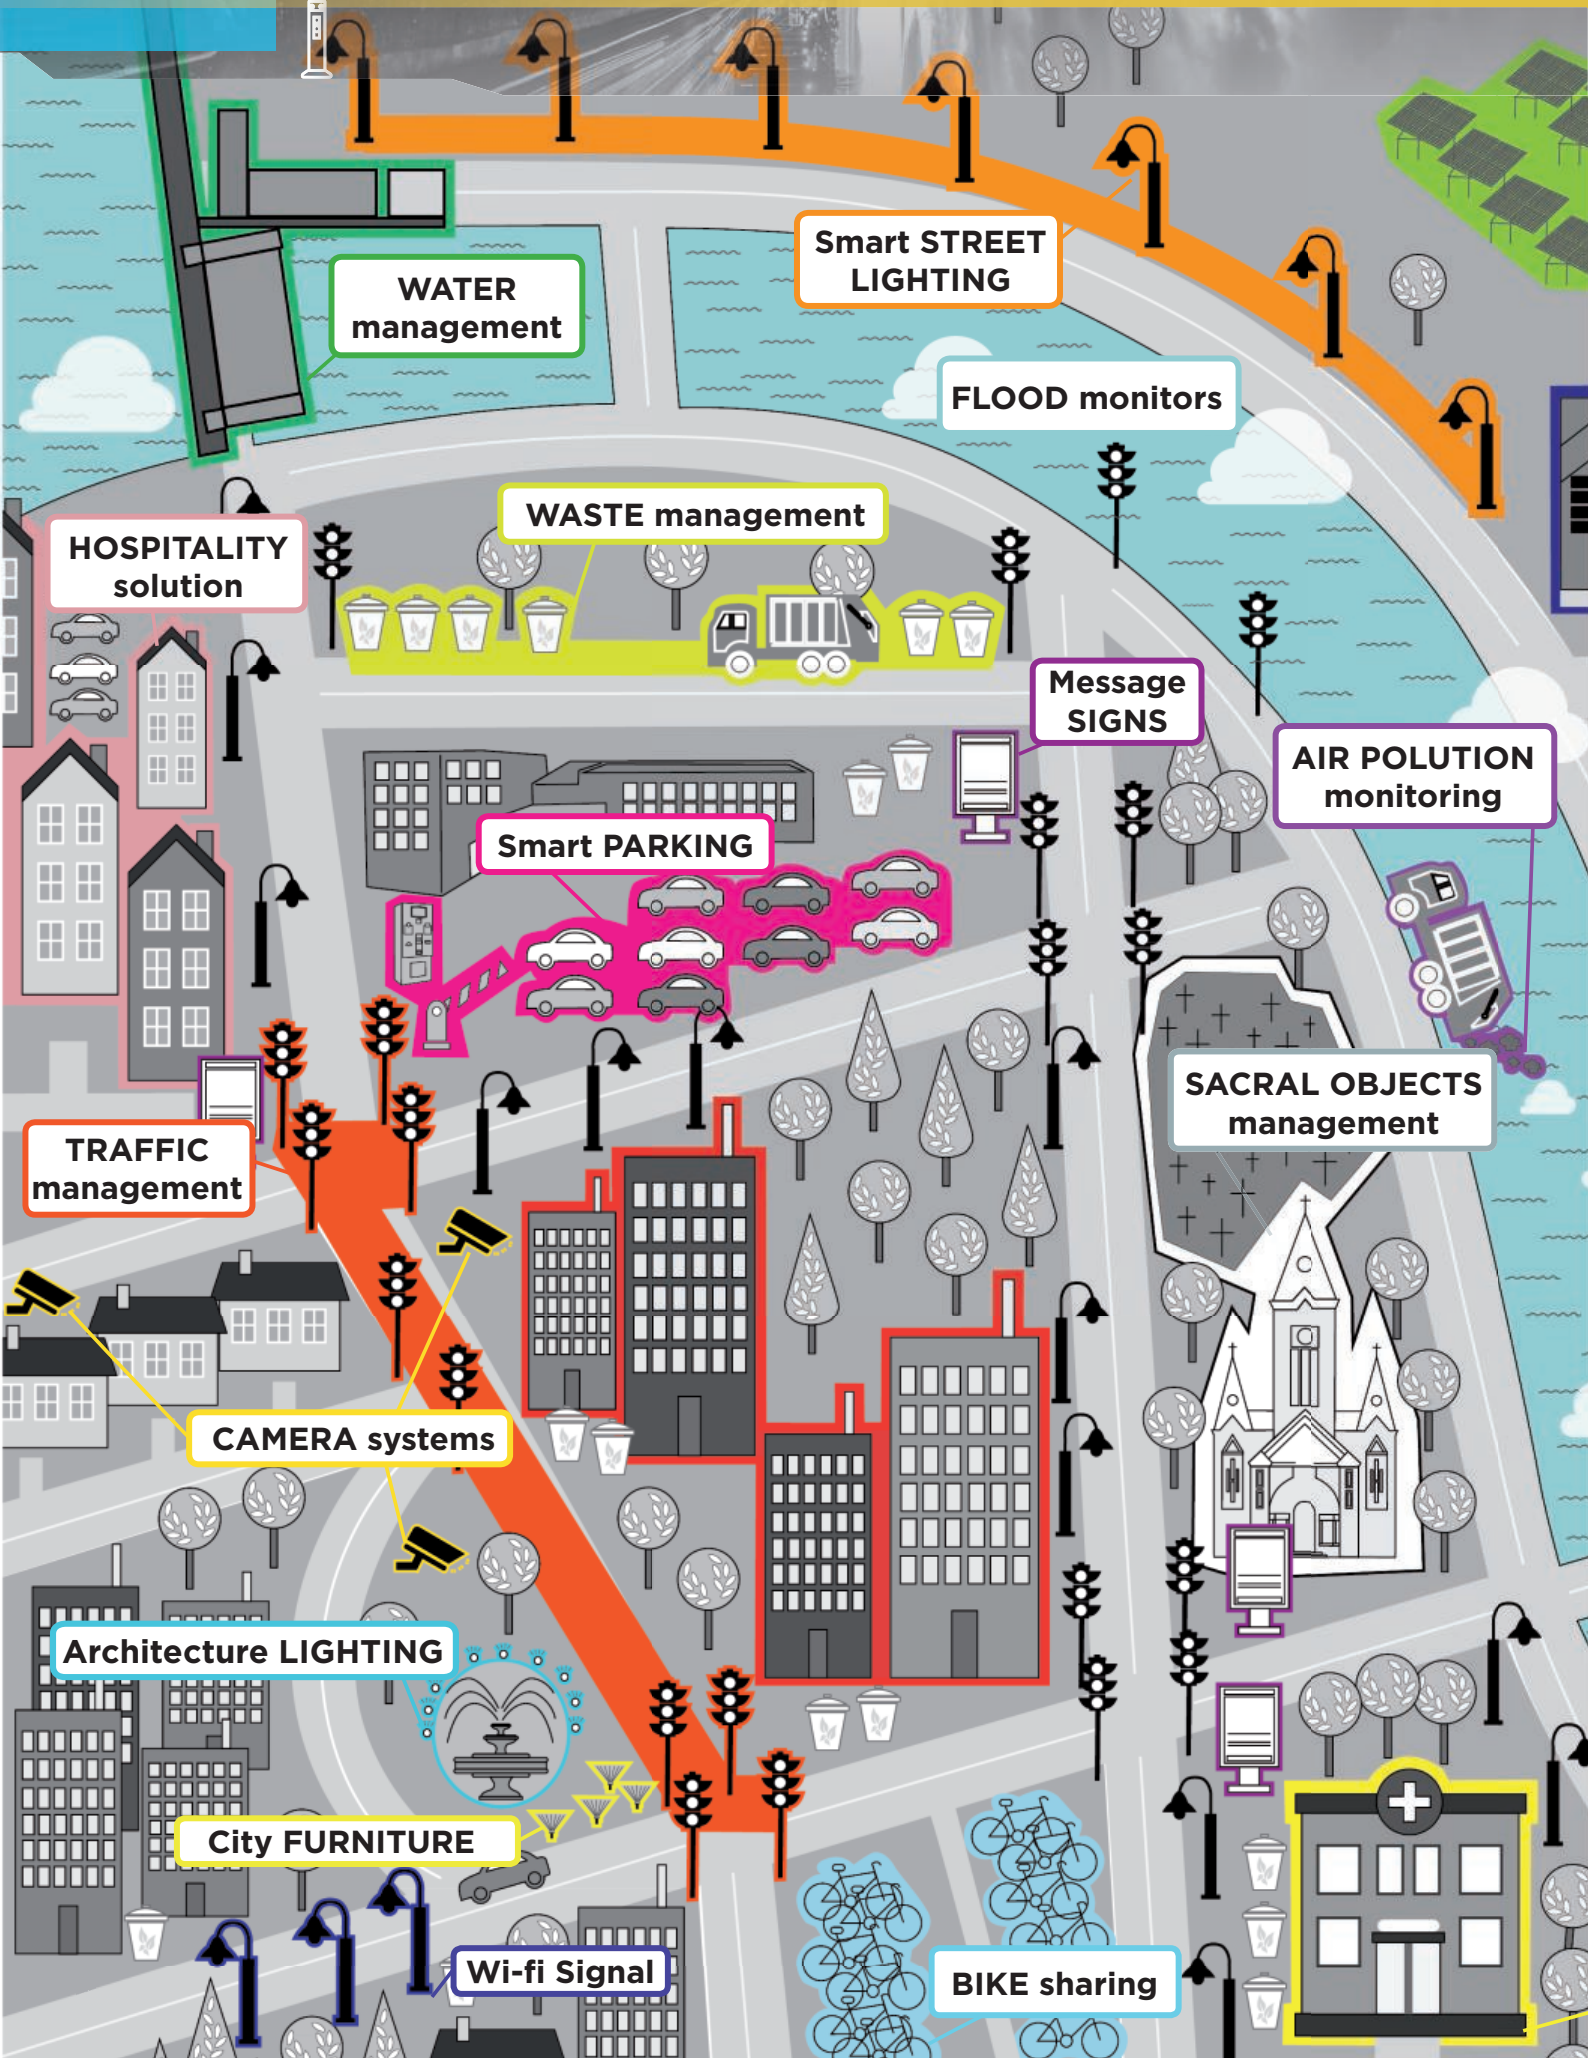 Smart STREET
LIGHTING
WATER
management
FLOOD monitors
WASTE management
HOSPITALITY
solution
Message
SIGNS
AIR POLUTION
monitoring
Smart PARKING
SACRAL OBJECTS
management
TRAFFIC
management
CAMERA systems
Architecture LIGHTING
City FURNITURE
Wi-fi Signal
BIKE sharing